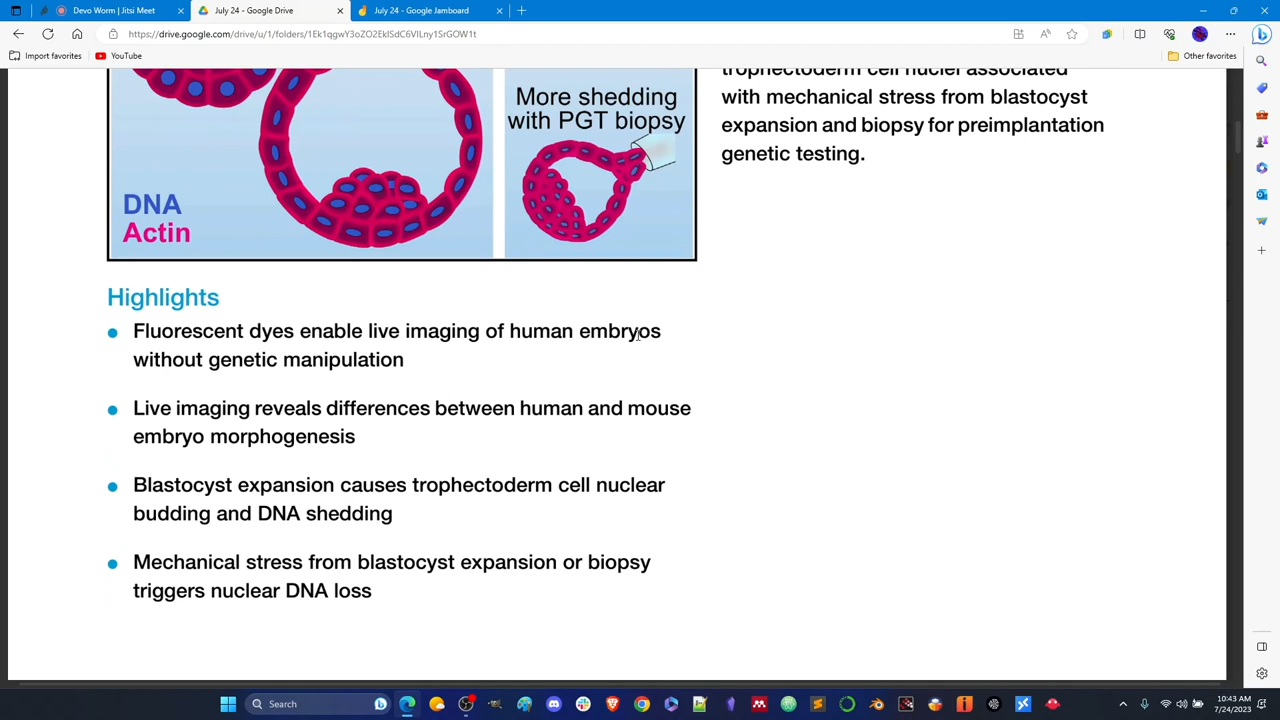 Devo Worm | Jitsi Meet
July 24 - Google Drive
July 24 - Google Jamboard
https://drive.google.com/drive/u/1/folders/1Ek1qgwY3oZO2EklSdC6VILny1SrGOW1t
Import favorites
YouTube
Other favorites
DNA
Actin
More shedding
with PGT biopsy
trophectoderm cell nuclei associated
with mechanical stress from blastocyst
expansion and biopsy for preimplantation
genetic testing.
Highlights
Fluorescent dyes enable live imaging of human embryos
without genetic manipulation
Live imaging reveals differences between human and mouse
embryo morphogenesis
Blastocyst expansion causes trophectoderm cell nuclear
budding and DNA shedding
Mechanical stress from blastocyst expansion or biopsy
triggers nuclear DNA loss
Search
10:43 AM
7/24/2023